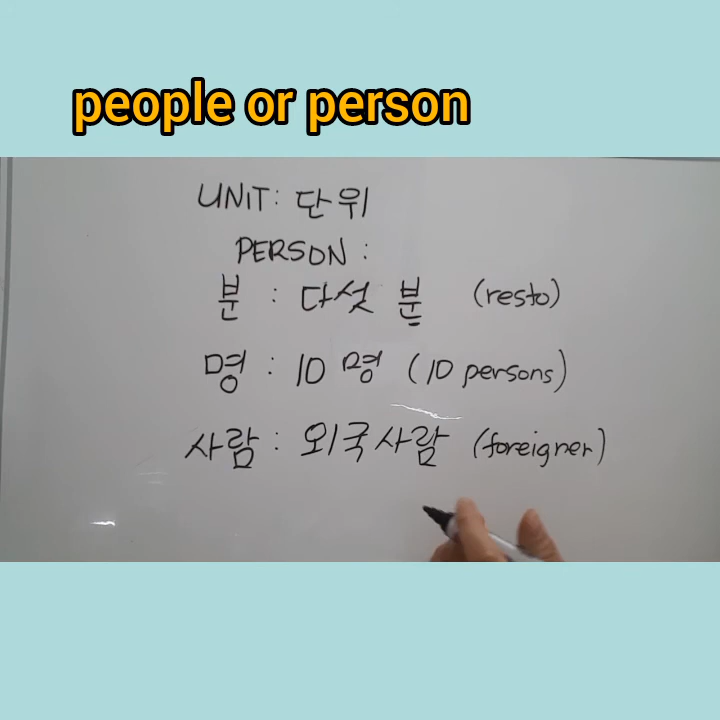 people or person
UNIT: 단위
PERSON :
분 : 다섯 분 (resto)
명 : 10 명 (10 persons)
사람 : 외국사람 (foreigner)